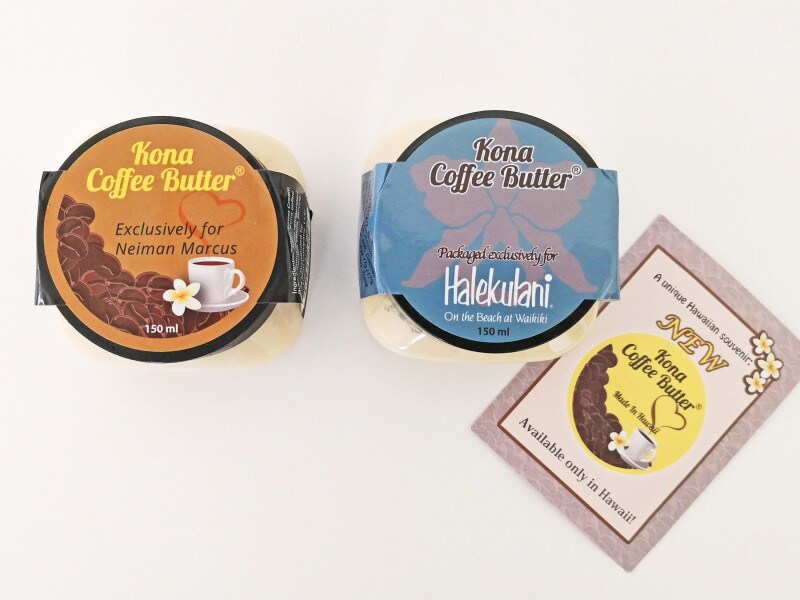 Kona
Coffee Butter®
Exclusively for
Neiman Marcus
150 ml
Kona
Coffee Butter®
Packaged exclusively for
Halekulani®
On the Beach at Waikiki
150 ml
A unique Hawaiian souvenir:
NEW
Kona
Coffee Butter®
Made In Hawaii
Available only in Hawaii!